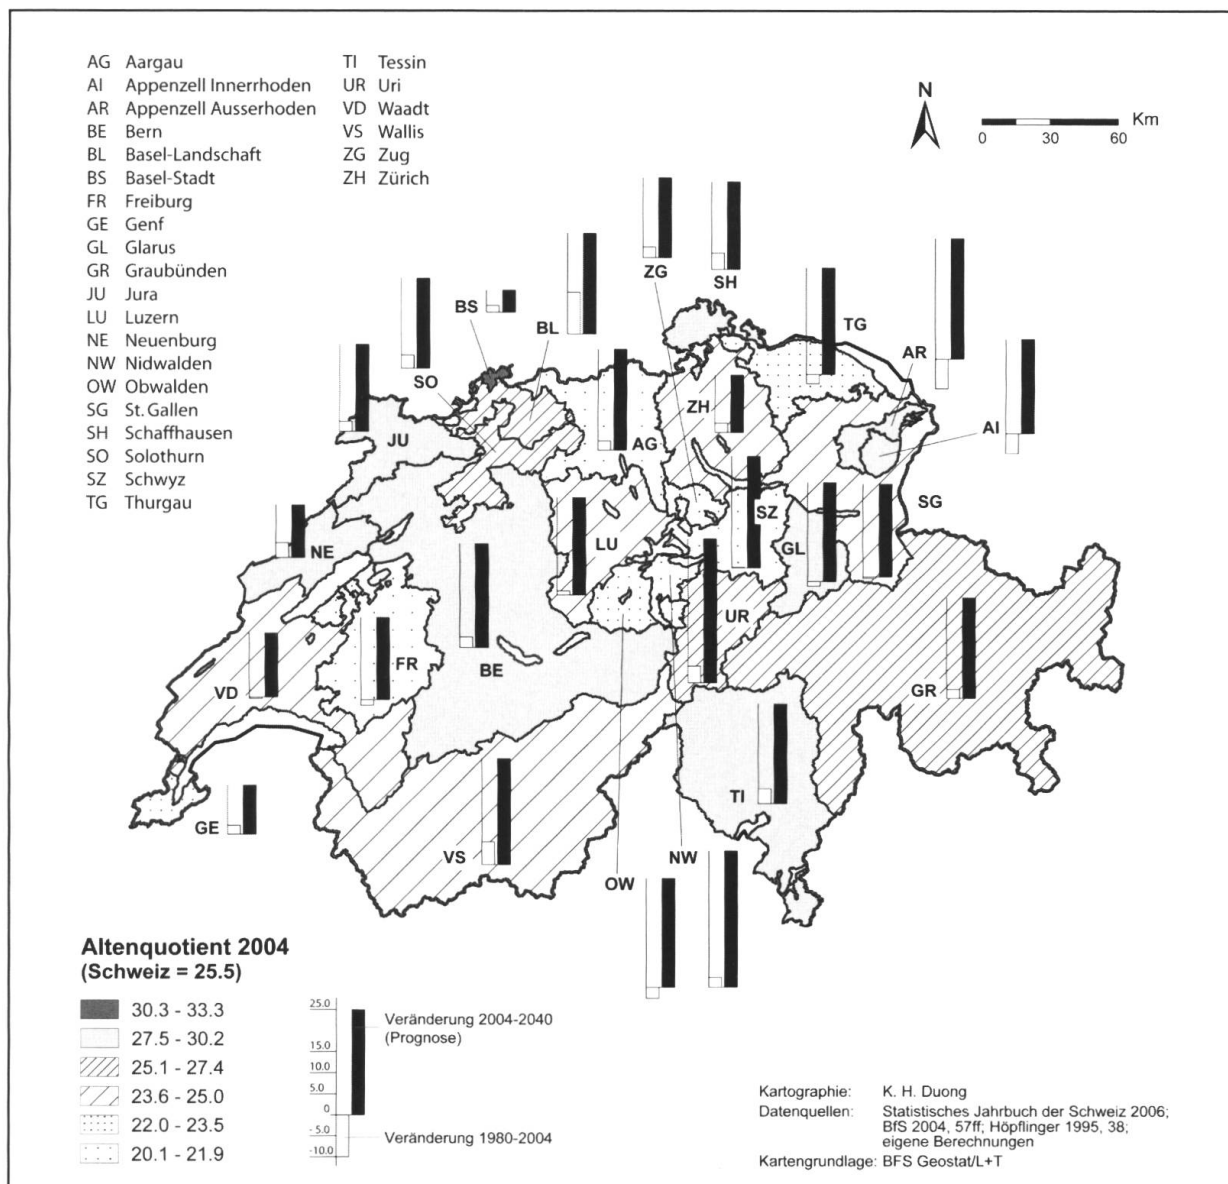 AG Aargau
AI Appenzell Innerrhoden
AR Appenzell Ausserhoden
BE Bern
BL Basel-Landschaft
BS Basel-Stadt
FR Freiburg
GE Genf
GL Glarus
GR Graubünden
JU Jura
LU Luzern
NE Neuenburg
NW Nidwalden
OW Obwalden
SG St. Gallen
SH Schaffhausen
SO Solothurn
SZ Schwyz
TG Thurgau
TI Tessin
UR Uri
VD Waadt
VS Wallis
ZG Zug
ZH Zürich
N
Km
0 30 60
ZG
SH
BS
BL
TG
SO
AR
ZH
AI
JU
AG
SG
SZ
NE
LU
GL
UR
FR
BE
VD
GR
TI
GE
VS
NW
OW
Altenquotient 2004
(Schweiz = 25.5)
30.3 - 33.3
27.5 - 30.2
25.1 - 27.4
23.6 - 25.0
22.0 - 23.5
20.1 - 21.9
25.0
15.0
10.0
5.0
0
- 5.0
-10.0
Veränderung 2004-2040
(Prognose)
Veränderung 1980-2004
Kartographie: K. H. Duong
Datenquellen: Statistisches Jahrbuch der Schweiz 2006;
BfS 2004, 57ff; Höpflinger 1995, 38;
eigene Berechnungen
Kartengrundlage: BFS Geostat/L+T